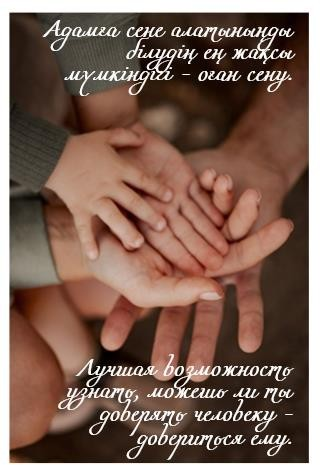 Адамға сене алатыныңды
білудің ең жақсы
мүмкіндігі – оған сену.
Лучшая возможность
узнать, можешь ли ты
доверять человеку –
довериться ему.